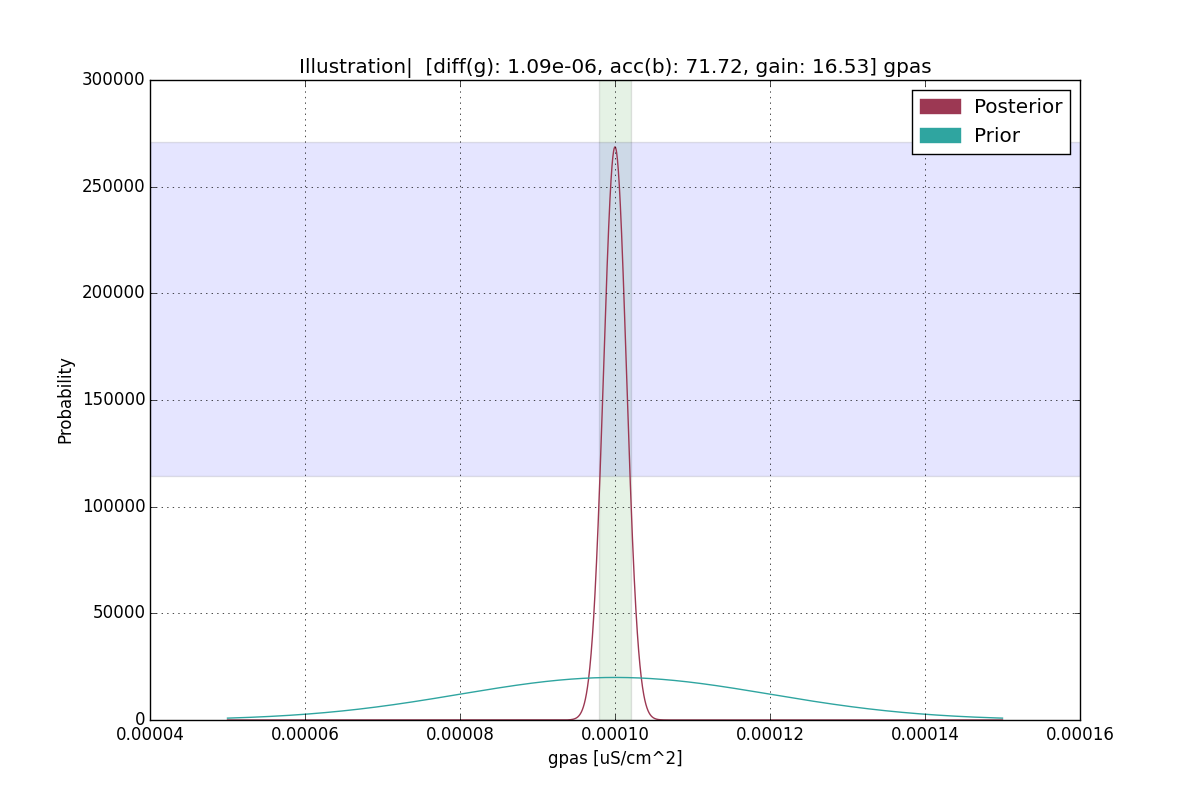 Illustration|  [diff(g): 1.09e-06, acc(b): 71.72, gain: 16.53] gpas
300000
250000
200000
150000
100000
50000
0
Probability
Posterior
Prior
0.00004 0.00006 0.00008 0.00010 0.00012 0.00014 0.00016
gpas [uS/cm^2]